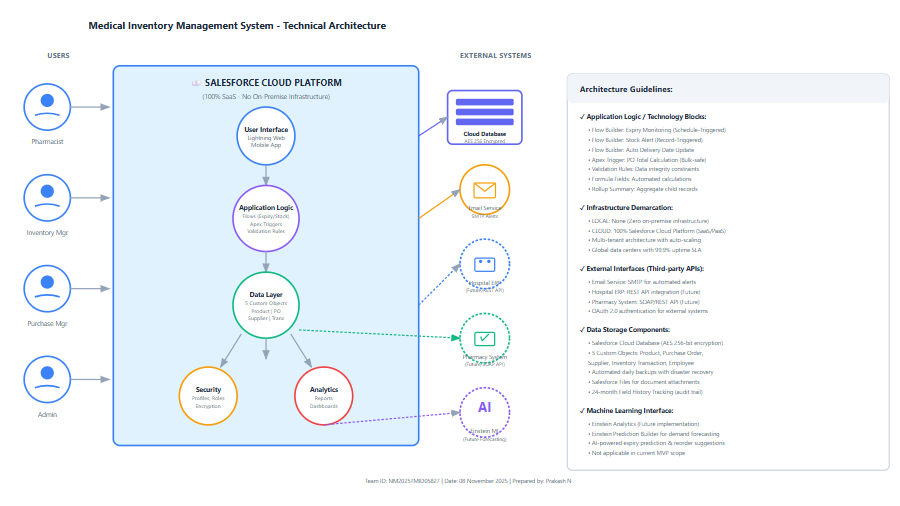 Medical Inventory Management System - Technical Architecture
USERS
Pharmacist
Inventory Mgr
Purchase Mgr
Admin
SALESFORCE CLOUD PLATFORM
(100% SaaS · No On-Premise Infrastructure)
User Interface
Lightning Web
Mobile App
Application Logic
Flows (Expiry/Stock)
Apex Triggers
Validation Rules
Data Layer
5 Custom Objects
Product | PO
Supplier | Trans
Security
Profiles, Roles
Encryption
Analytics
Reports
Dashboards
EXTERNAL SYSTEMS
Cloud Database
AES 256 Encrypted
Email Service
SMTP Alerts
Hospital ERP
(Future REST API)
Pharmacy System
(Future SOAP API)
AI
Einstein ML
(Future Forecasting)
Architecture Guidelines:
✓ Application Logic / Technology Blocks:
• Flow Builder: Expiry Monitoring (Schedule-Triggered)
• Flow Builder: Stock Alert (Record-Triggered)
• Flow Builder: Auto Delivery Date Update
• Apex Trigger: PO Total Calculation (Bulk-safe)
• Validation Rules: Data integrity constraints
• Formula Fields: Automated calculations
• Rollup Summary: Aggregate child records
✓ Infrastructure Demarcation:
• LOCAL: None (Zero on-premise infrastructure)
• CLOUD: 100% Salesforce Cloud Platform (SaaS/PaaS)
• Multi-tenant architecture with auto-scaling
• Global data centers with 99.9% uptime SLA
✓ External Interfaces (Third-party APIs):
• Email Service: SMTP for automated alerts
• Hospital ERP: REST API integration (Future)
• Pharmacy System: SOAP/REST API (Future)
• OAuth 2.0 authentication for external systems
✓ Data Storage Components:
• Salesforce Cloud Database (AES 256-bit encryption)
• 5 Custom Objects: Product, Purchase Order,
Supplier, Inventory Transaction, Employee
• Automated daily backups with disaster recovery
• Salesforce Files for document attachments
• 24-month Field History Tracking (audit trail)
✓ Machine Learning Interface:
• Einstein Analytics (Future implementation)
• Einstein Prediction Builder for demand forecasting
• AI-powered expiry prediction & reorder suggestions
• Not applicable in current MVP scope
Team ID: NM2025TMBID05827 | Date: 08 November 2025 | Prepared by: Prakash N